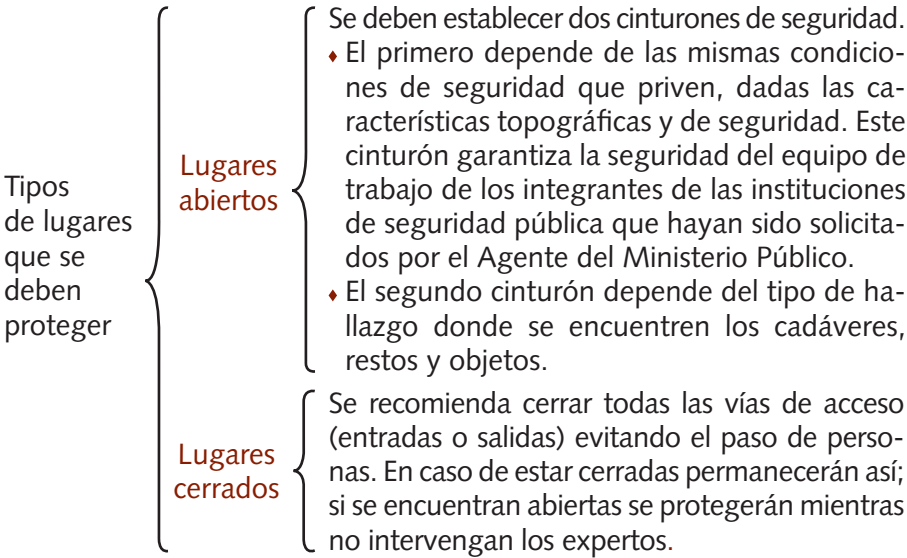 Tipos
de lugares
que se
deben
proteger
Lugares
abiertos
Se deben establecer dos cinturones de seguridad.
♦ El primero depende de las mismas condicio-
nes de seguridad que priven, dadas las ca-
racterísticas topográficas y de seguridad. Este
cinturón garantiza la seguridad del equipo de
trabajo de los integrantes de las instituciones
de seguridad pública que hayan sido solicita-
dos por el Agente del Ministerio Público.
♦ El segundo cinturón depende del tipo de ha-
llazgo donde se encuentren los cadáveres,
restos y objetos.
Lugares
cerrados
Se recomienda cerrar todas las vías de acceso
(entradas o salidas) evitando el paso de perso-
nas. En caso de estar cerradas permanecerán así;
si se encuentran abiertas se protegerán mientras
no intervengan los expertos.